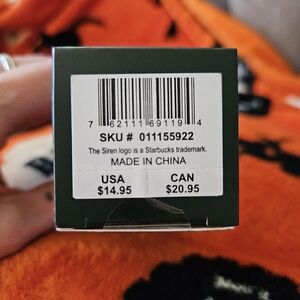 7 62111 69119 4
SKU # 011155922
The Siren logo is a Starbucks trademark.
MADE IN CHINA
USA CAN
$14.95 $20.95